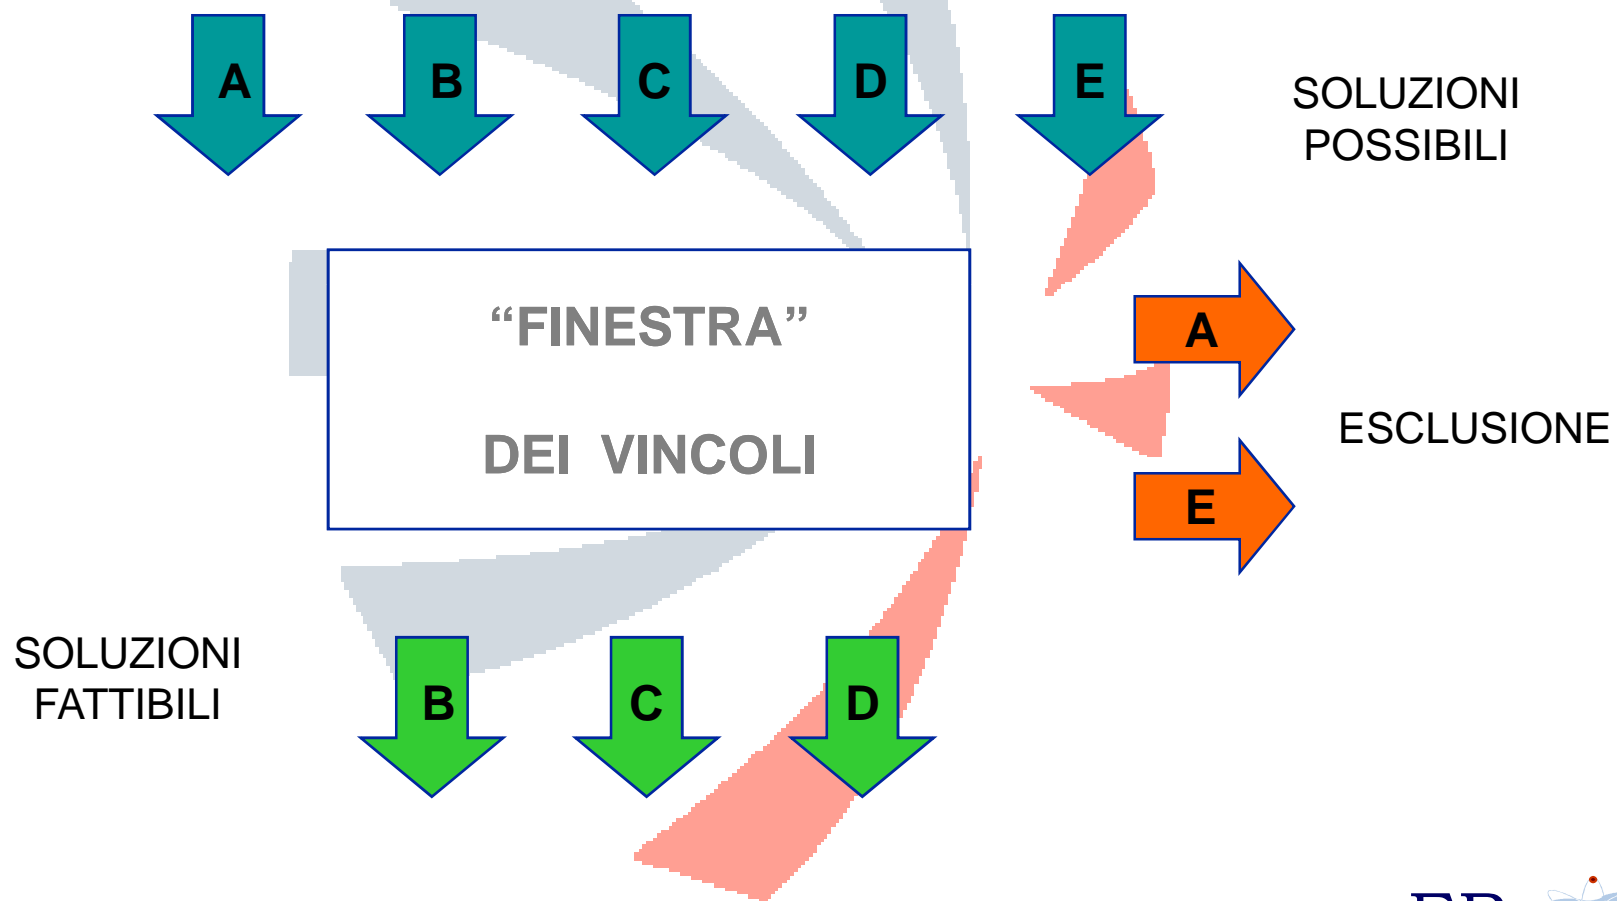 A B C D E
SOLUZIONI
POSSIBILI
“FINESTRA”
DEI VINCOLI
A
ESCLUSIONE
E
SOLUZIONI
FATTIBILI
B C D